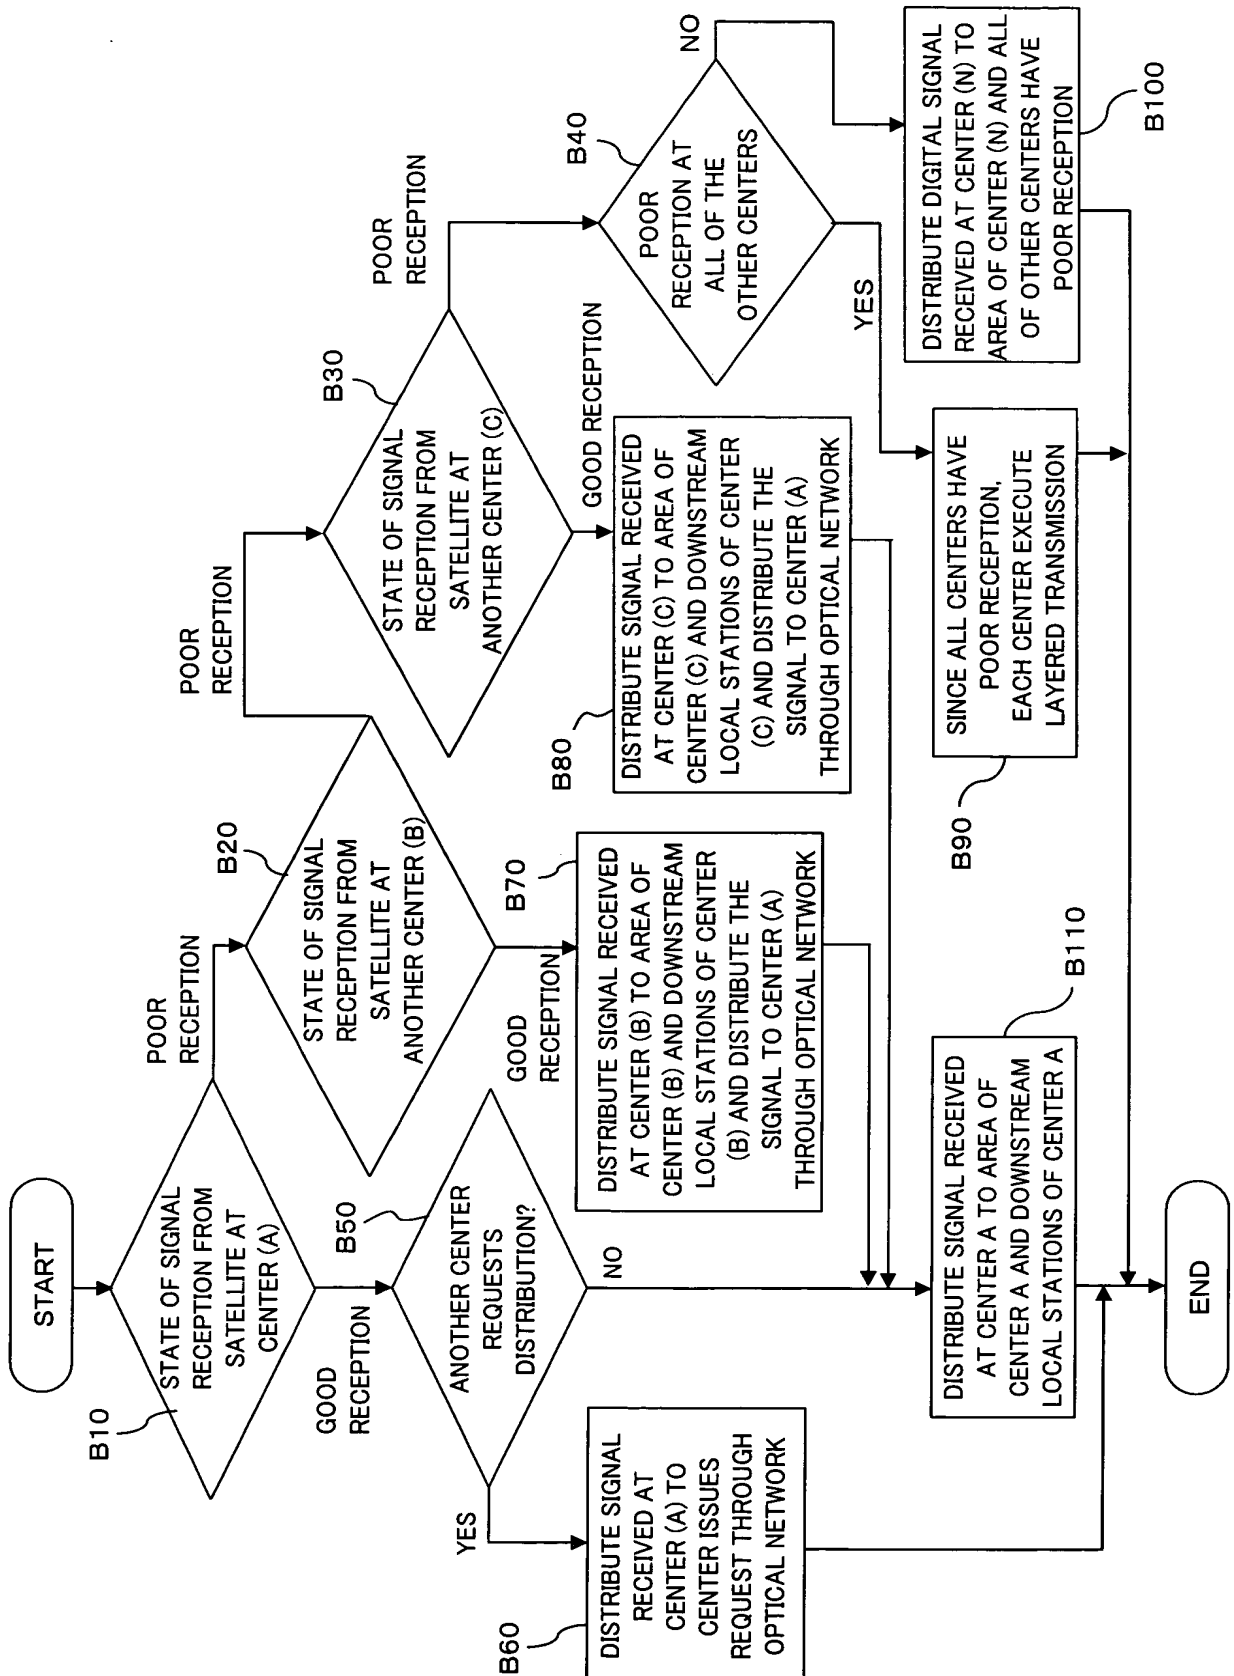 START
B10
STATE OF SIGNAL
RECEPTION FROM
SATELLITE AT
CENTER (A)
POOR
RECEPTION
GOOD
RECEPTION
B20
STATE OF SIGNAL
RECEPTION FROM
SATELLITE AT
ANOTHER CENTER (B)
POOR
RECEPTION
GOOD
RECEPTION
B30
STATE OF SIGNAL
RECEPTION FROM
SATELLITE AT
ANOTHER CENTER (C)
POOR
RECEPTION
GOOD RECEPTION
B40
POOR
RECEPTION AT
ALL OF THE
OTHER CENTERS
NO
YES
B50
ANOTHER CENTER
REQUESTS
DISTRIBUTION?
YES
NO
B60
DISTRIBUTE SIGNAL
RECEIVED AT
CENTER (A) TO
CENTER ISSUES
REQUEST THROUGH
OPTICAL NETWORK
B70
DISTRIBUTE SIGNAL RECEIVED
AT CENTER (B) TO AREA OF
CENTER (B) AND DOWNSTREAM
LOCAL STATIONS OF CENTER
(B) AND DISTRIBUTE THE
SIGNAL TO CENTER (A)
THROUGH OPTICAL NETWORK
B80
DISTRIBUTE SIGNAL RECEIVED
AT CENTER (C) TO AREA OF
CENTER (C) AND DOWNSTREAM
LOCAL STATIONS OF CENTER
(C) AND DISTRIBUTE THE
SIGNAL TO CENTER (A)
THROUGH OPTICAL NETWORK
B90
SINCE ALL CENTERS HAVE
POOR RECEPTION,
EACH CENTER EXECUTE
LAYERED TRANSMISSION
B100
DISTRIBUTE DIGITAL SIGNAL
RECEIVED AT CENTER (N) TO
AREA OF CENTER (N) AND ALL
OF OTHER CENTERS HAVE
POOR RECEPTION
B110
DISTRIBUTE SIGNAL RECEIVED
AT CENTER A TO AREA OF
CENTER A AND DOWNSTREAM
LOCAL STATIONS OF CENTER A
END